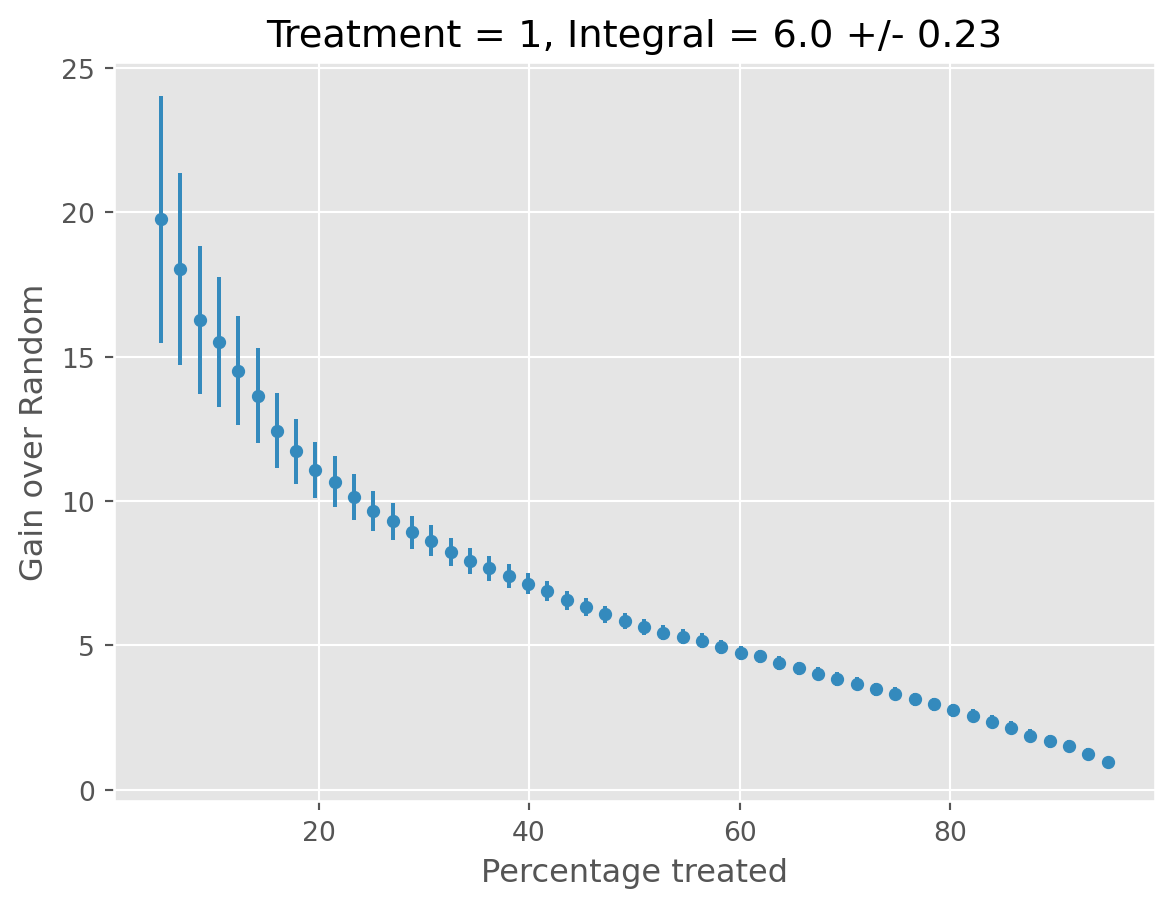 Treatment = 1, Integral = 6.0 +/- 0.23
25
20
15
10
5
0
Gain over Random
20 40 60 80
Percentage treated